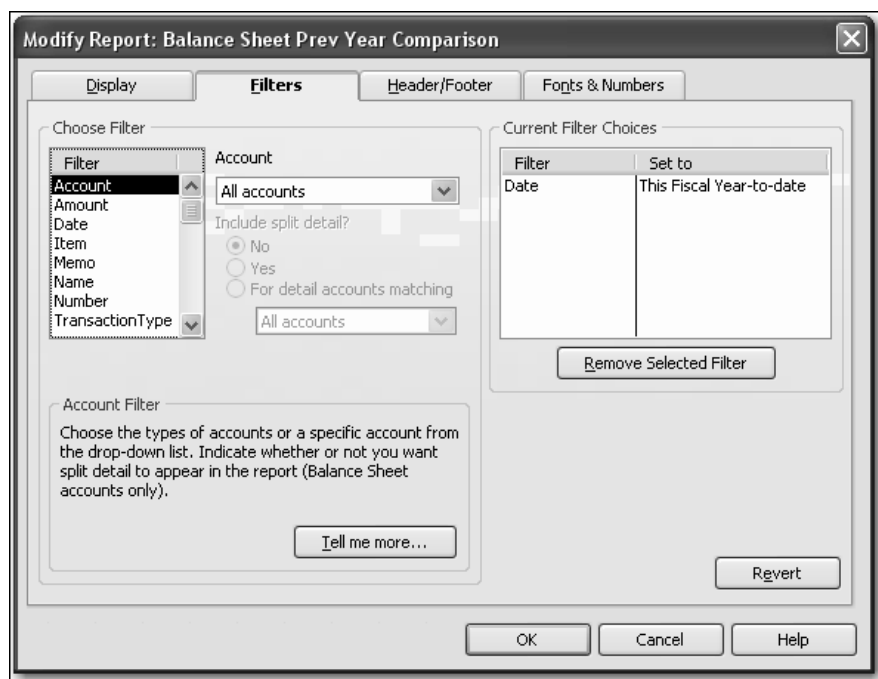 Modify Report: Balance Sheet Prev Year Comparison
Display
Filters
Header/Footer
Fonts & Numbers
Choose Filter
Filter
Account
Amount
Date
Item
Memo
Name
Number
TransactionType
Account
All accounts
Include split detail?
No
Yes
For detail accounts matching
All accounts
Current Filter Choices
Filter
Set to
Date
This Fiscal Year-to-date
Remove Selected Filter
Account Filter
Choose the types of accounts or a specific account from
the drop-down list. Indicate whether or not you want
split detail to appear in the report (Balance Sheet
accounts only).
Tell me more...
Revert
OK
Cancel
Help